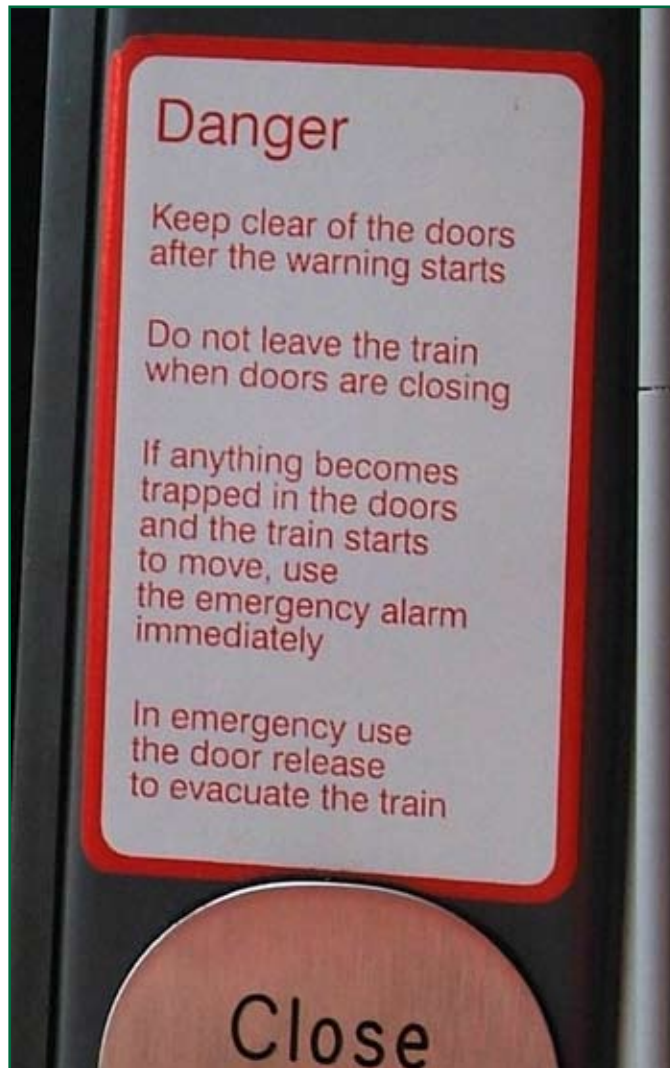 Danger
Keep clear of the doors
after the warning starts
Do not leave the train
when doors are closing
If anything becomes
trapped in the doors
and the train starts
to move, use
the emergency alarm
immediately
In emergency use
the door release
to evacuate the train
Close